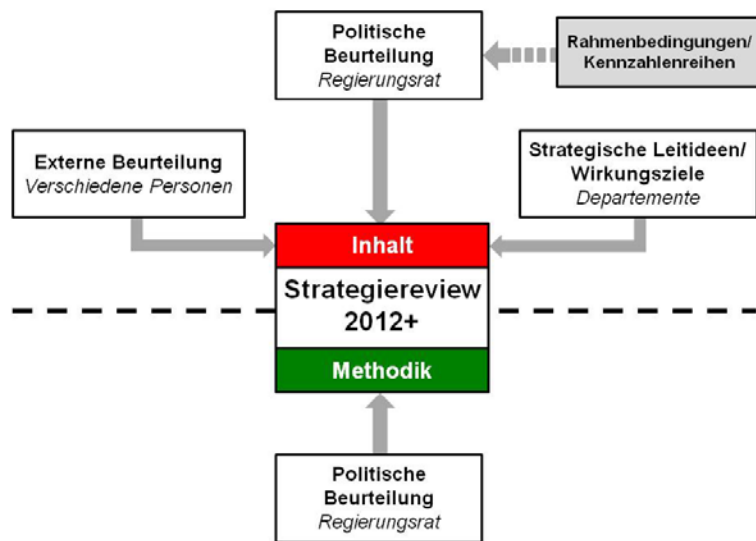 Politische
Beurteilung
Regierungsrat
Rahmenbedingungen/
Kennzahlenreihen
Externe Beurteilung
Verschiedene Personen
Strategische Leitideen/
Wirkungsziele
Departemente
Inhalt
Strategiereview
2012+
Methodik
Politische
Beurteilung
Regierungsrat